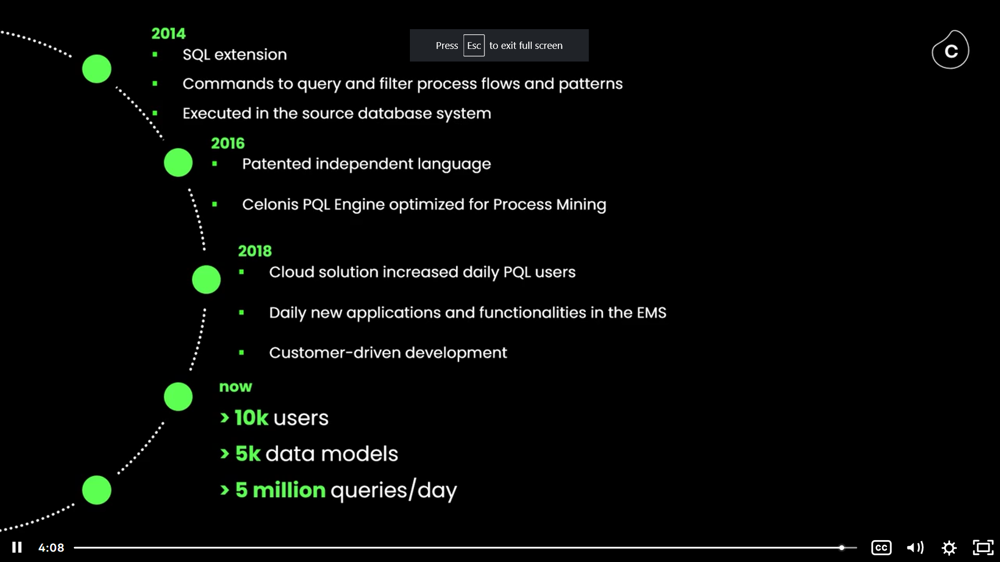 2014
SQL extension
Press Esc to exit full screen
C
Commands to query and filter process flows and patterns
Executed in the source database system
2016
Patented independent language
Celonis PQL Engine optimized for Process Mining
2018
Cloud solution increased daily PQL users
Daily new applications and functionalities in the EMS
Customer-driven development
now
> 10k users
> 5k data models
> 5 million queries/day
4:08
CC